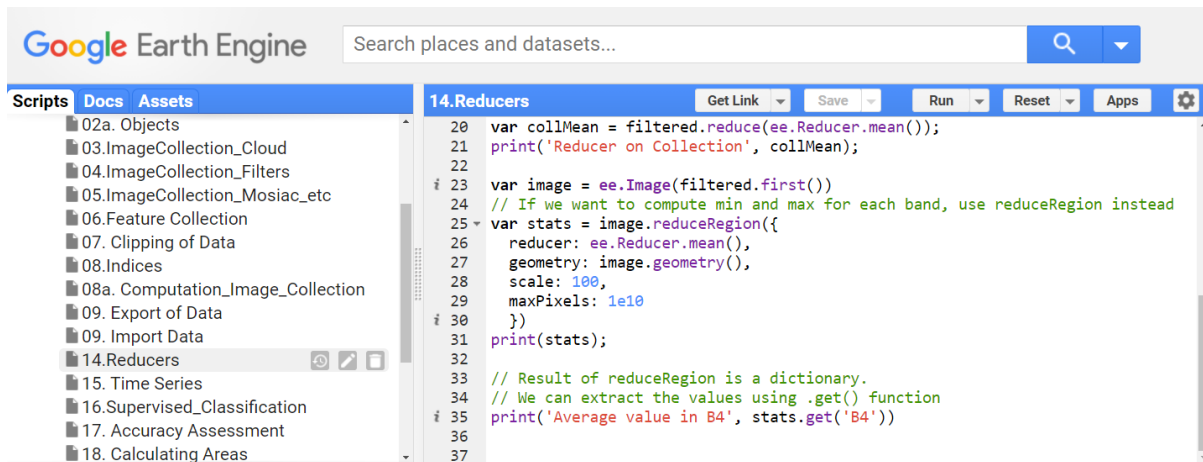 Google Earth Engine
Search places and datasets...
Scripts Docs Assets
02a. Objects
03.ImageCollection_Cloud
04.ImageCollection_Filters
05.ImageCollection_Mosiac_etc
06.Feature Collection
07. Clipping of Data
08.Indices
08a. Computation_Image_Collection
09. Export of Data
09. Import Data
14.Reducers
15. Time Series
16.Supervised_Classification
17. Accuracy Assessment
18. Calculating Areas
14.Reducers Get Link Save Run Reset Apps
20 var collMean = filtered.reduce(ee.Reducer.mean());
21 print('Reducer on Collection', collMean);
22
i 23 var image = ee.Image(filtered.first())
24 // If we want to compute min and max for each band, use reduceRegion instead
25 var stats = image.reduceRegion({
26 reducer: ee.Reducer.mean(),
27 geometry: image.geometry(),
28 scale: 100,
29 maxPixels: 1e10
i 30 })
31 print(stats);
32
33 // Result of reduceRegion is a dictionary.
34 // We can extract the values using .get() function
i 35 print('Average value in B4', stats.get('B4'))
36
37